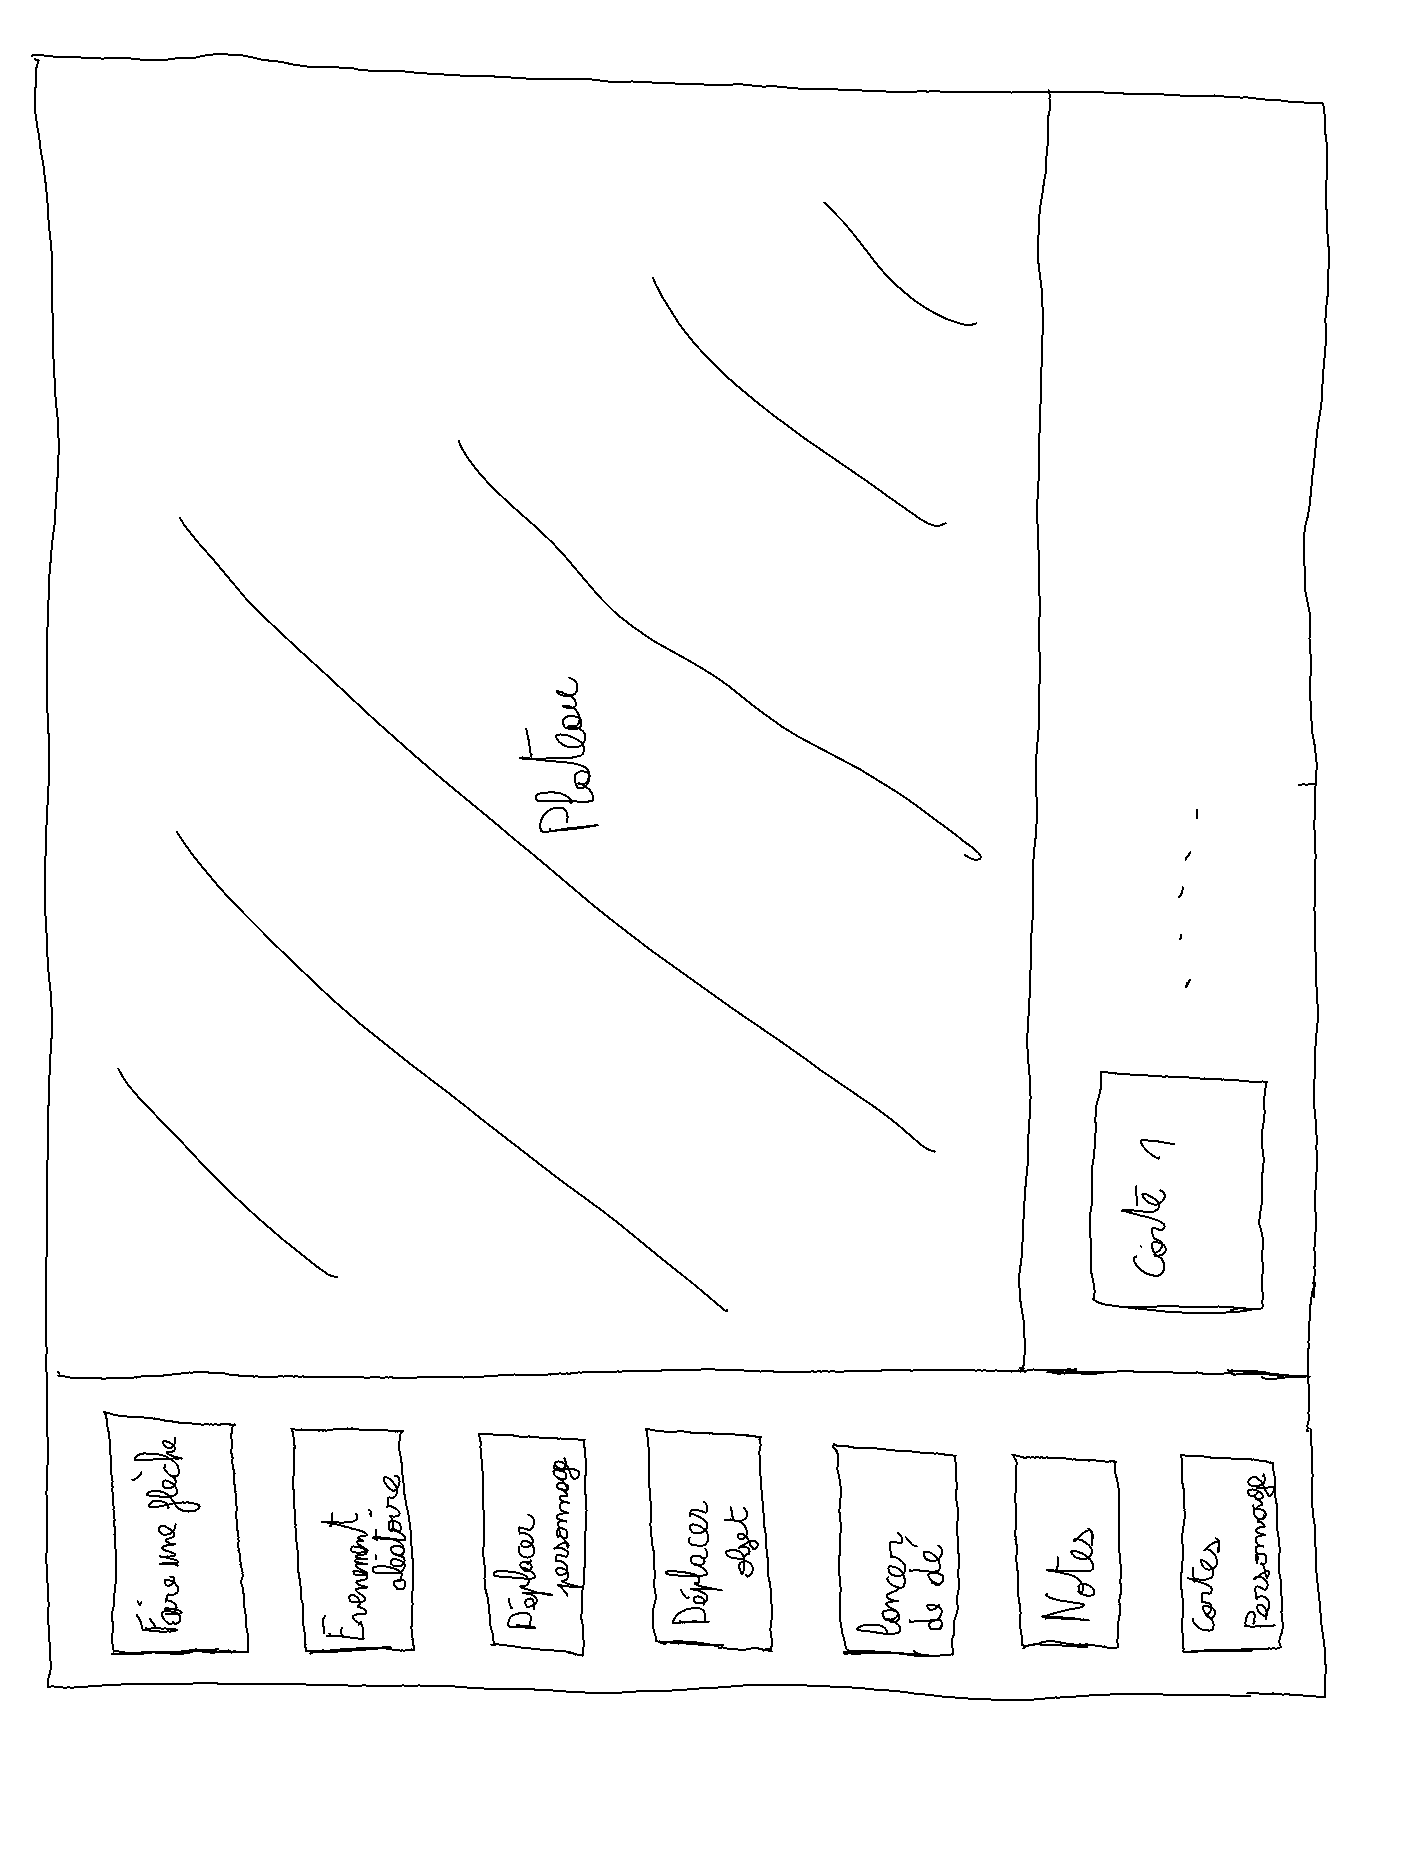 Faire une flèche
Evenement
aléatoire
Déplacer
personnage
Déplacer
objet
Lancer
de dé
Notes
Cartes
Personnage
Plateau
Carte 1